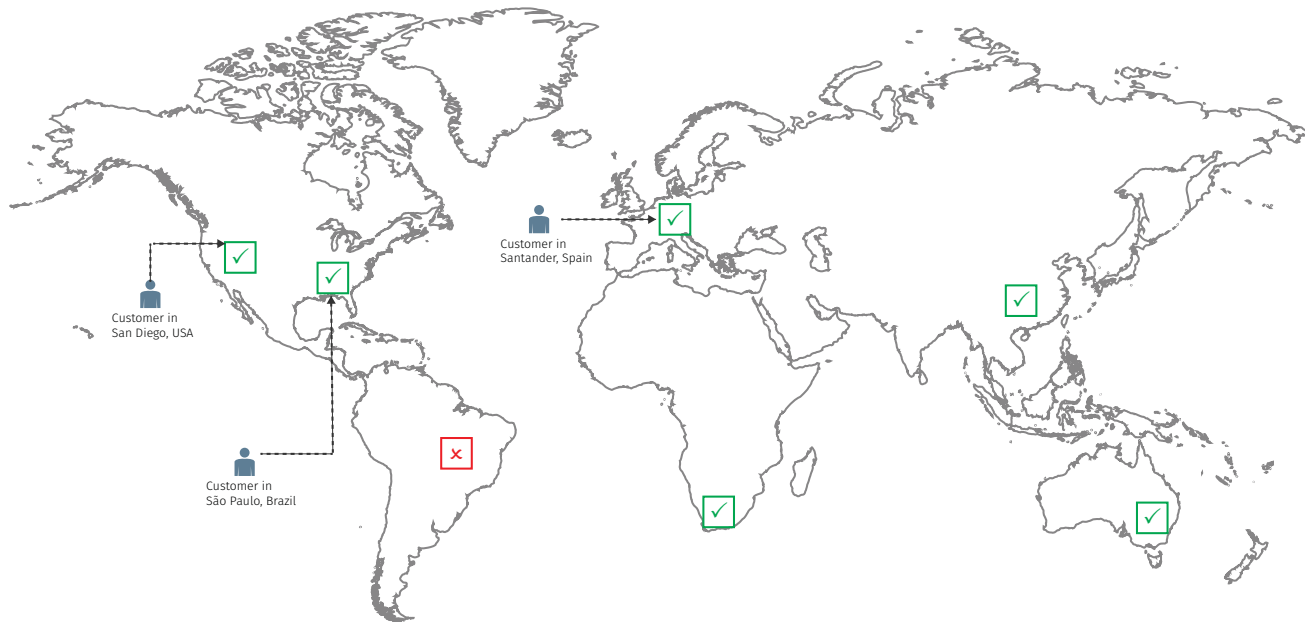 Customer in
Santander, Spain
Customer in
San Diego, USA
Customer in
São Paulo, Brazil